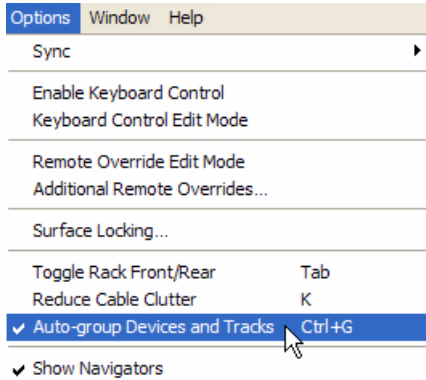 Options Window Help
Sync
Enable Keyboard Control
Keyboard Control Edit Mode
Remote Override Edit Mode
Additional Remote Overrides...
Surface Locking...
Toggle Rack Front/Rear Tab
Reduce Cable Clutter K
Auto-group Devices and Tracks Ctrl+G
Show Navigators